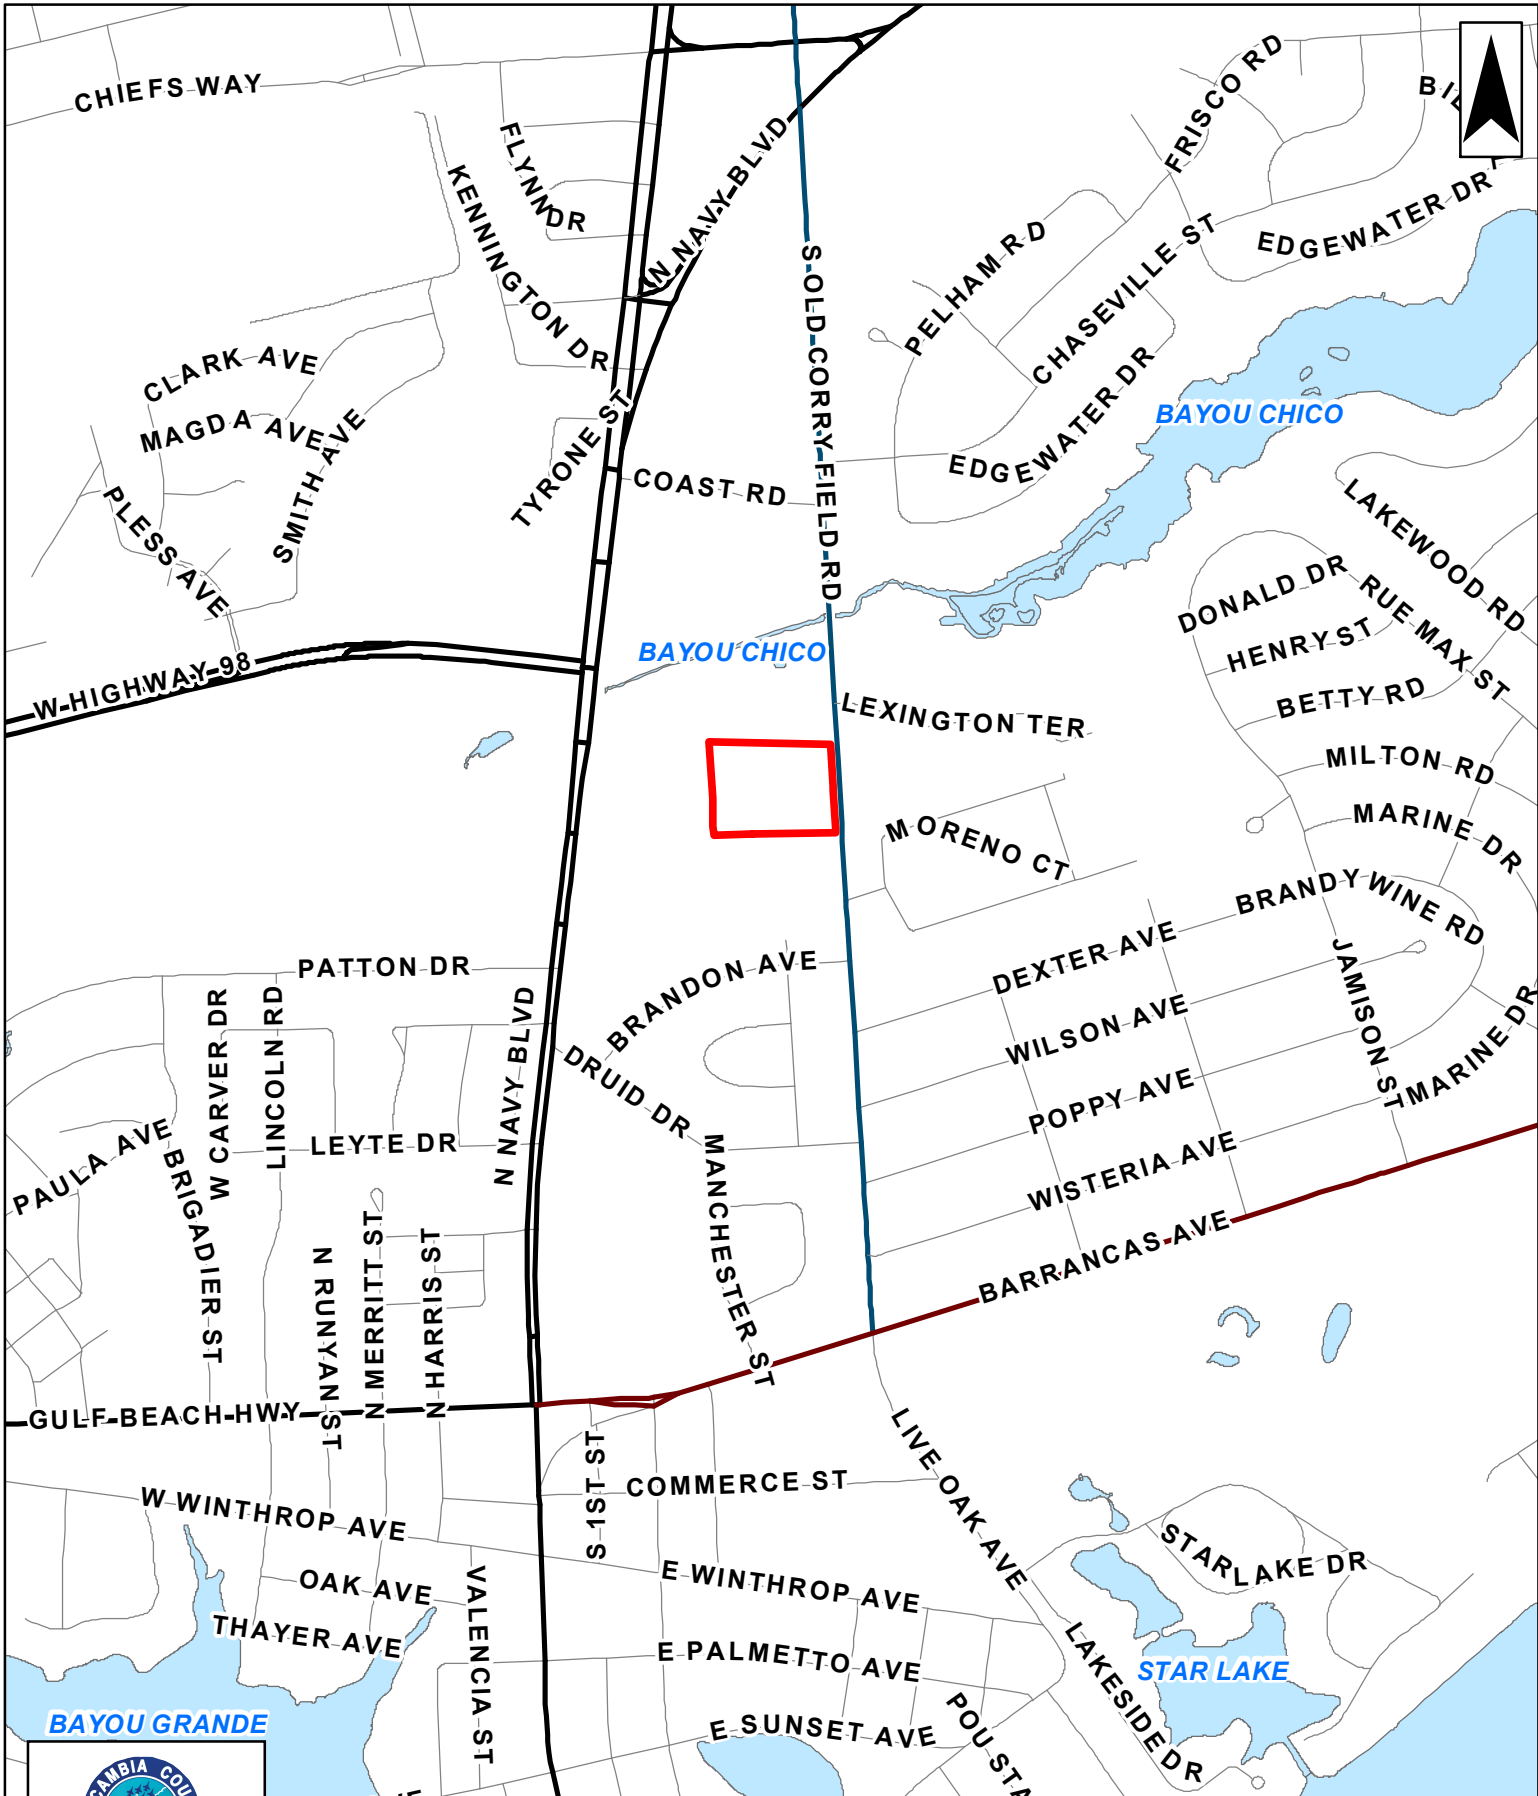 CHIEFS WAY
FLYNN DR
KENNINGTON DR
N NAVY BLVD
S OLD CORRY FIELD RD
FRISCO RD
EDGEWATER DR
PELHAM RD
CHASEVILLE ST
EDGEWATER DR
BAYOU CHICO
CLARK AVE
MAGDA AVE
SMITH AVE
PLESS AVE
TYRONE ST
COAST RD
LAKEWOOD RD
DONALD DR
RUE MAX ST
HENRY ST
BETTY RD
BAYOU CHICO
W HIGHWAY 98
LEXINGTON TER
MILTON RD
MARINE DR
MORENO CT
BRANDYWINE RD
DEXTER AVE
JAMISON ST
PATTON DR
BRANDON AVE
W CARVER DR
LINCOLN RD
N NAVY BLVD
DRUID DR
WILSON AVE
MARINE DR
POPPY AVE
LEYTE DR
PAULA AVE
BRIGADIER ST
MANCHESTER ST
WISTERIA AVE
BARRANCAS AVE
N RUNYAN ST
N MERRITT ST
N HARRIS ST
GULF BEACH HWY
S 1ST ST
COMMERCE ST
LIVE OAK AVE
W WINTHROP AVE
OAK AVE
THAYER AVE
VALENCIA ST
E WINTHROP AVE
STARLAKE DR
E PALMETTO AVE
LAKESIDE DR
STAR LAKE
BAYOU GRANDE
E SUNSET AVE
POU STA
AMBIA COU